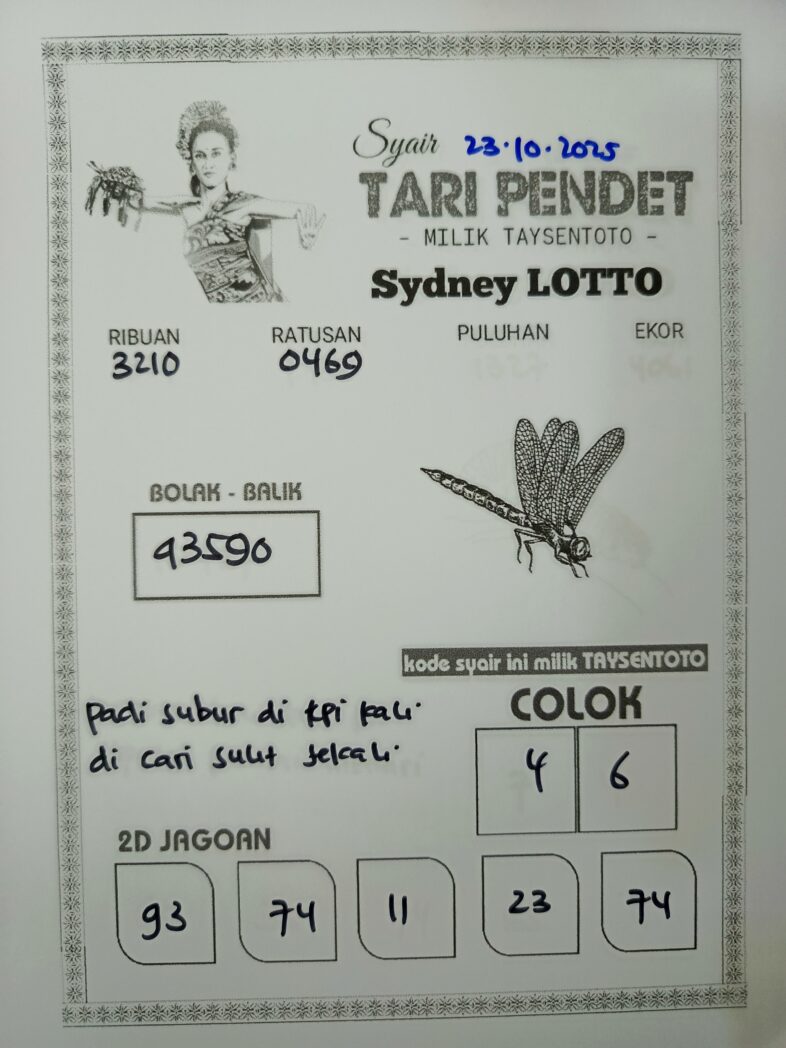 Syair 23.10.2025
TARI PENDET
- MILIK TAYSENTOTO -
Sydney LOTTO
RIBUAN RATUSAN PULUHAN EKOR
3210 0469
BOLAK - BALIK
93590
kode syair ini milik TAYSENTOTO
COLOK
4 6
padi subur di tepi kali.
di cari sulit sekali.
2D JAGOAN
93 74 11 23 74